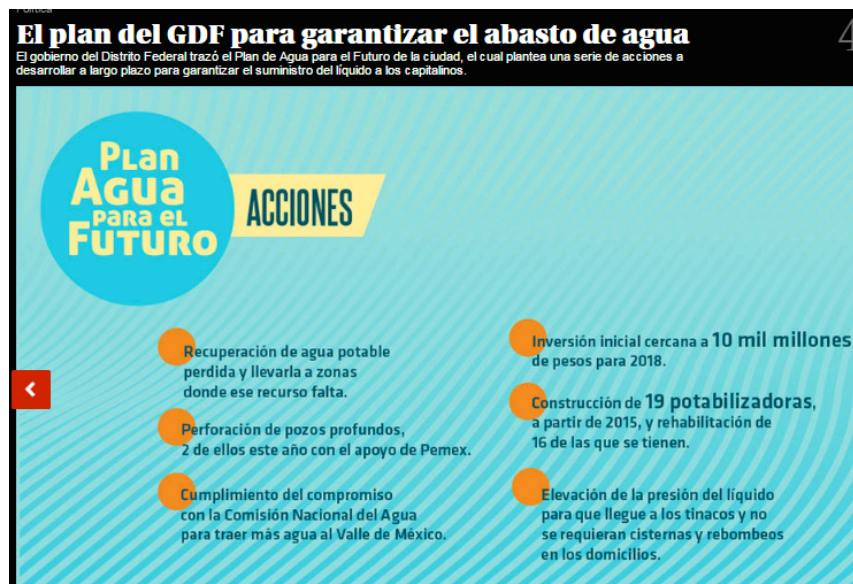 Política
El plan del GDF para garantizar el abasto de agua
4
El gobierno del Distrito Federal trazó el Plan de Agua para el Futuro de la ciudad, el cual plantea una serie de acciones a
desarrollar a largo plazo para garantizar el suministro del líquido a los capitalinos.
PLan
AGUa
PaRa eL
FUTURO
ACCIONES
Recuperación de agua potable
perdida y llevarla a zonas
donde ese recurso falta.
Perforación de pozos profundos,
2 de ellos este año con el apoyo de Pemex.
Cumplimiento del compromiso
con la Comisión Nacional del Agua
para traer más agua al Valle de México.
Inversión inicial cercana a 10 mil millones
de pesos para 2018.
Construcción de 19 potabilizadoras,
a partir de 2015, y rehabilitación de
16 de las que se tienen.
Elevación de la presión del líquido
para que llegue a los tinacos y no
se requieran cisternas y rebombeos
en los domicilios.